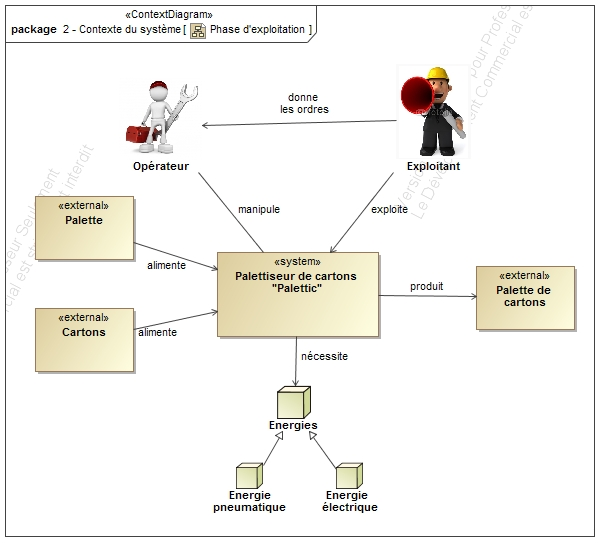 «ContextDiagram»
package 2 - Contexte du système [ Phase d'exploitation ]
donne
les ordres
Opérateur
Exploitant
manipule
exploite
«external»
Palette
alimente
«system»
Palettiseur de cartons
"Palettic"
«external»
Cartons
alimente
produit
«external»
Palette de
cartons
nécessite
Energies
Energie
pneumatique
Energie
électrique